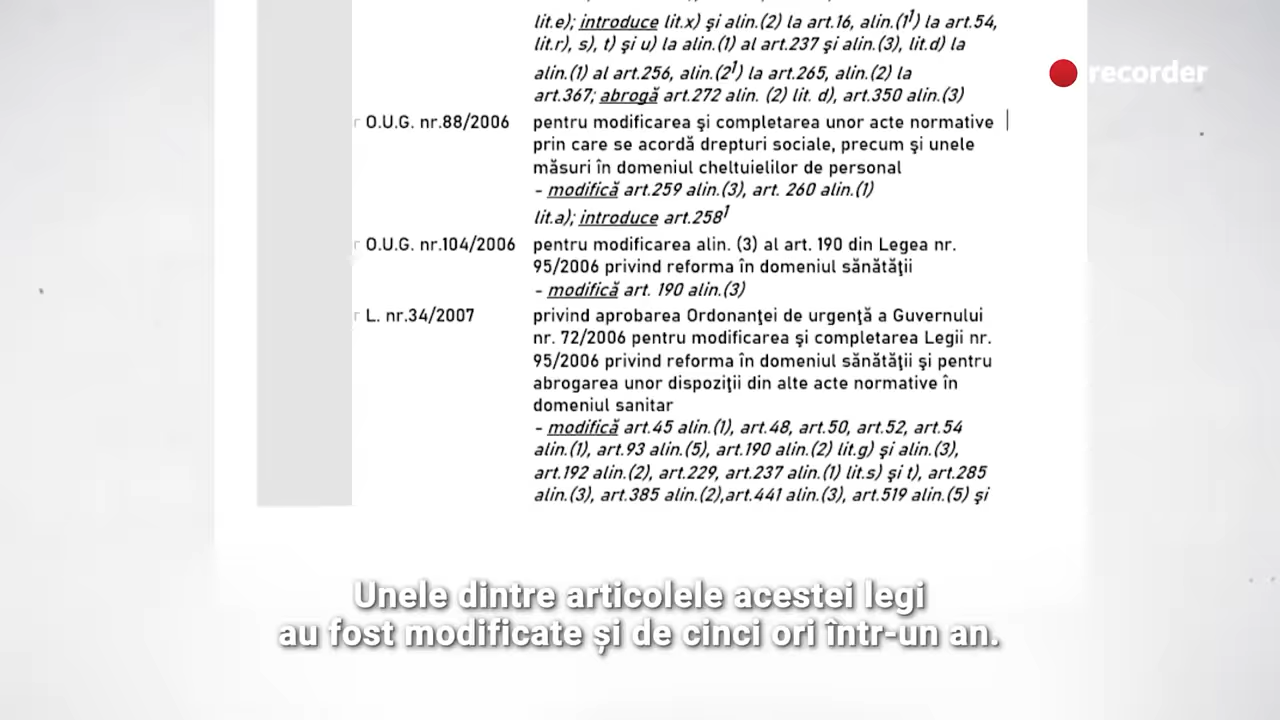 lit.e); introduce lit.x) şi alin.(2) la art.16, alin.(1¹) la art.54,
lit.r), s), t) şi u) la alin.(1) al art.237 şi alin.(3), lit.d) la
alin.(1) al art.256, alin.(2¹) la art.265, alin.(2) la
art.367; abrogă art.272 alin. (2) lit. d), art.350 alin.(3)
recorder
O.U.G. nr.88/2006 pentru modificarea şi completarea unor acte normative
prin care se acordă drepturi sociale, precum şi unele
măsuri în domeniul cheltuielilor de personal
- modifică art.259 alin.(3), art. 260 alin.(1)
lit.a); introduce art.258¹
O.U.G. nr.104/2006 pentru modificarea alin. (3) al art. 190 din Legea nr.
95/2006 privind reforma în domeniul sănătăţii
- modifică art. 190 alin.(3)
L. nr.34/2007 privind aprobarea Ordonanţei de urgenţă a Guvernului
nr. 72/2006 pentru modificarea şi completarea Legii nr.
95/2006 privind reforma în domeniul sănătăţii şi pentru
abrogarea unor dispoziţii din alte acte normative în
domeniul sanitar
- modifică art.45 alin.(1), art.48, art.50, art.52, art.54
alin.(1), art.93 alin.(5), art.190 alin.(2) lit.g) şi alin.(3),
art.192 alin.(2), art.229, art.237 alin.(1) lit.s) şi t), art.285
alin.(3), art.385 alin.(2),art.441 alin.(3), art.519 alin.(5) şi
Unele dintre articolele acestei legi
au fost modificate și de cinci ori într-un an.